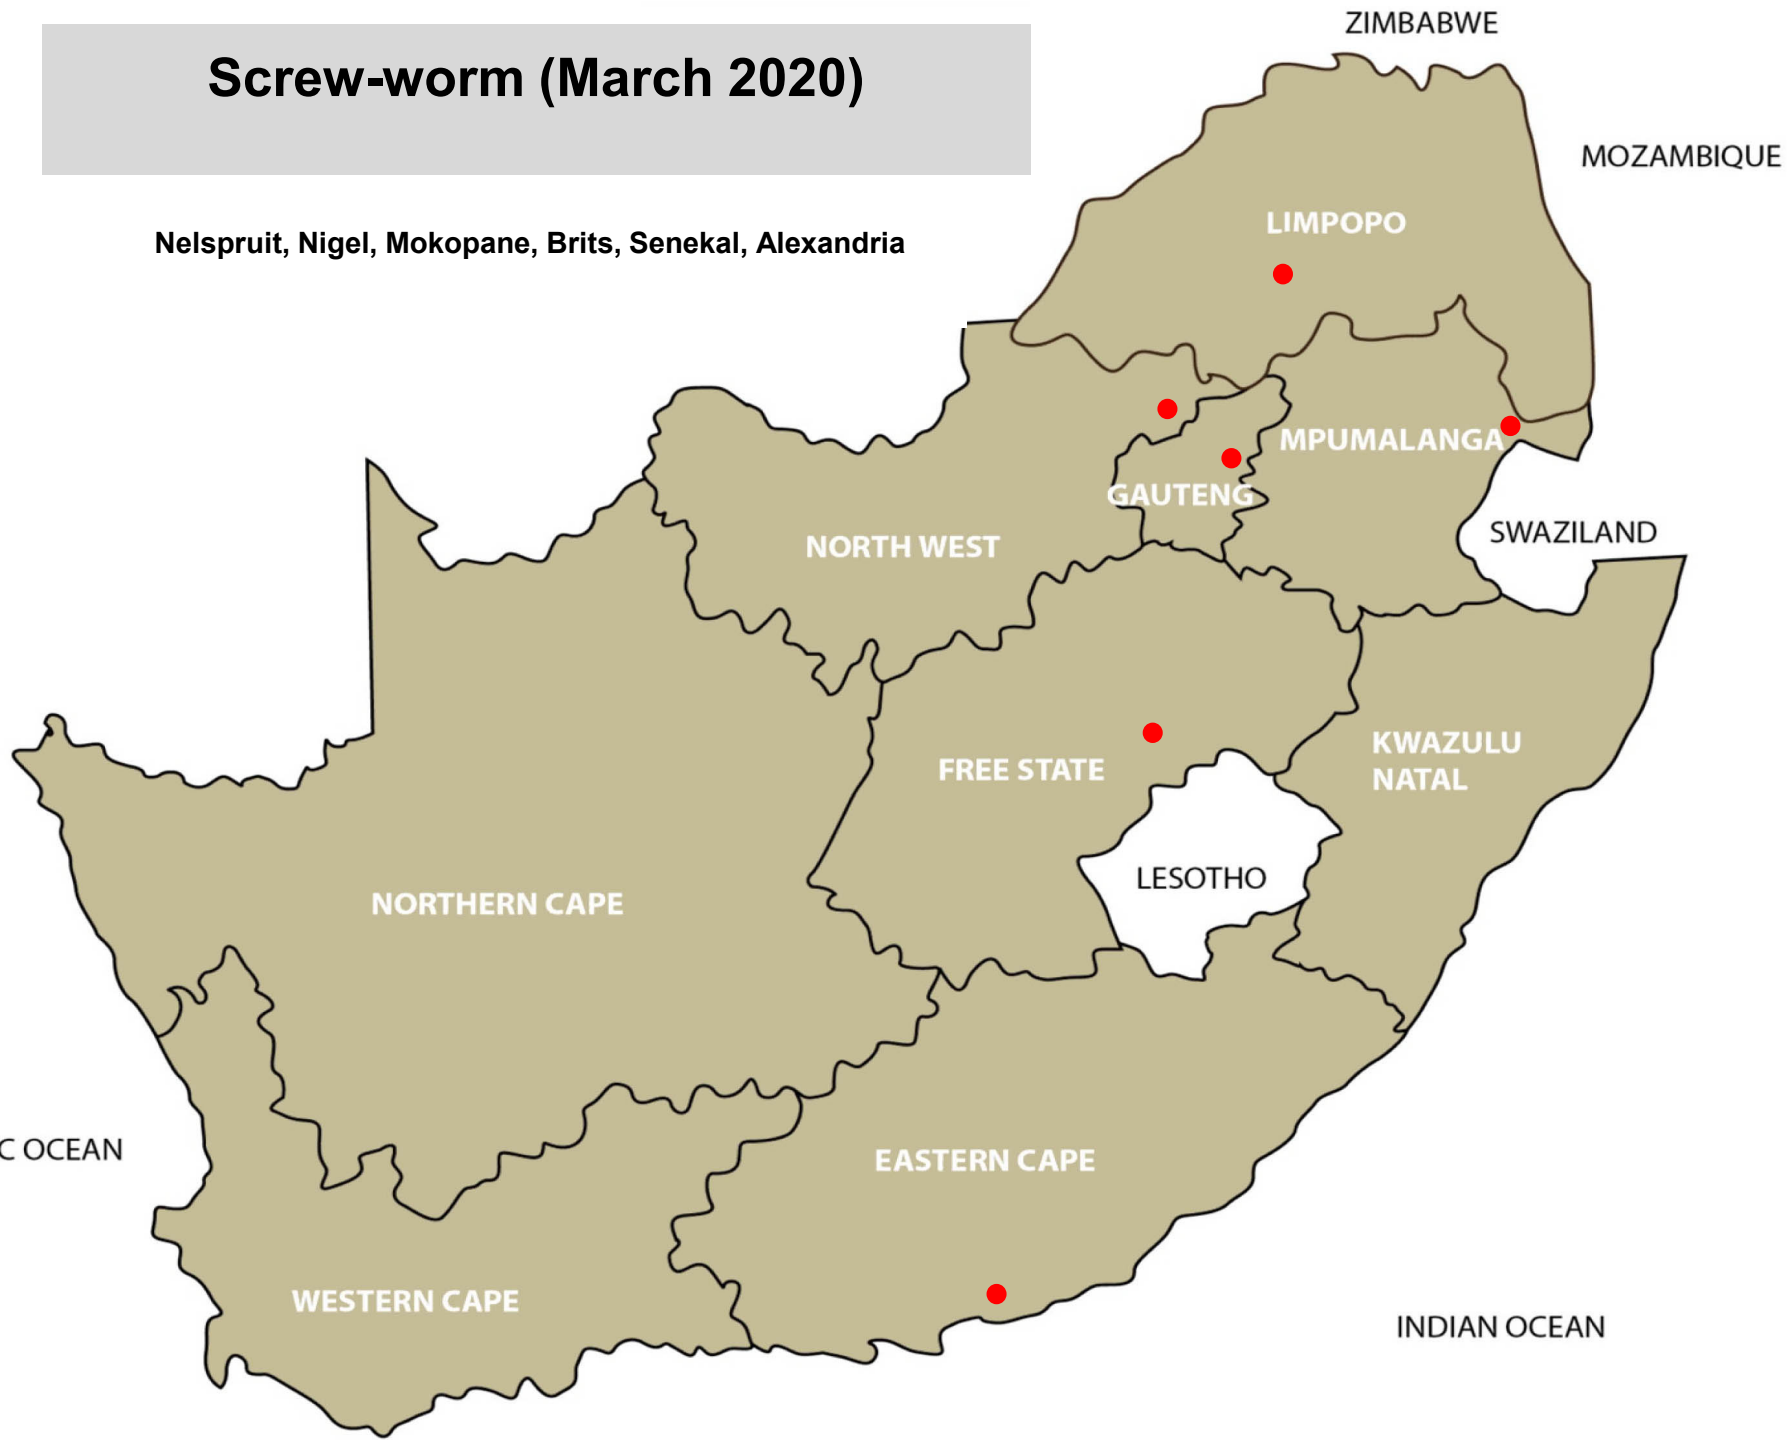 ZIMBABWE
Screw-worm (March 2020)
MOZAMBIQUE
LIMPOPO
Nelspruit, Nigel, Mokopane, Brits, Senekal, Alexandria
MPUMALANGA
GAUTENG
SWAZILAND
NORTH WEST
KWAZULU
NATAL
FREE STATE
LESOTHO
NORTHERN CAPE
C OCEAN
EASTERN CAPE
WESTERN CAPE
INDIAN OCEAN